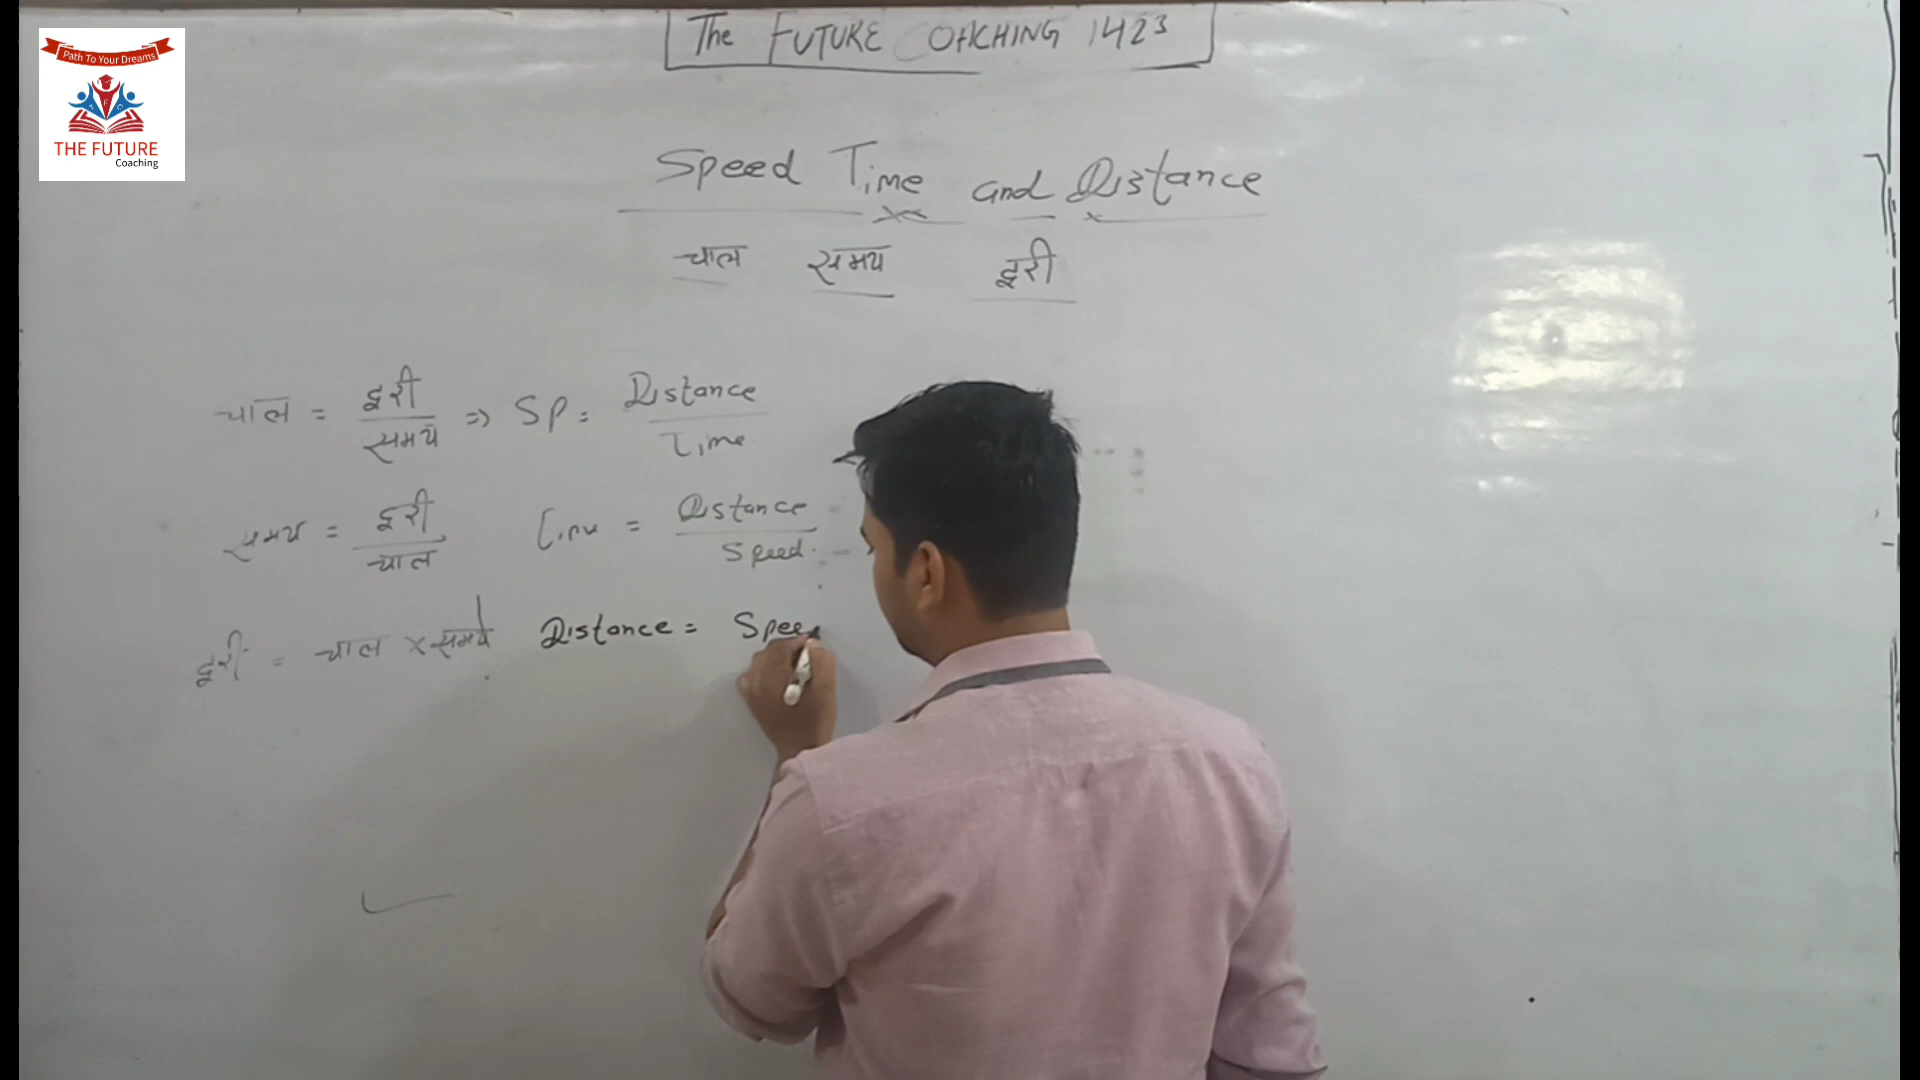 Path To Your Dreams
T F C
THE FUTURE
Coaching
The FUTURE COACHING 1423
Speed Time and Distance
चाल समय दूरी
चाल = दूरी / समय => SP = Distance / Time
समय = दूरी / चाल Time = Distance / Speed
दूरी = चाल × समय Distance = Spee